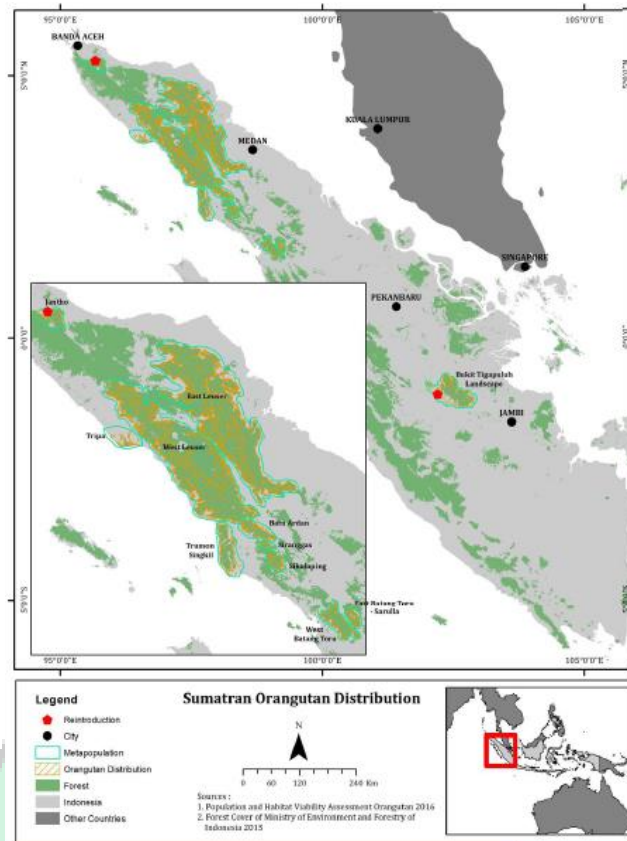 95°0'0"E
100°0'0"E
105°0'0"E
BANDA ACEH
MEDAN
KUALA LUMPUR
SINGAPORE
PEKANBARU
Bukit Tigapuluh
Landscape
JAMBI
Jantho
East Leuser
Tripa
West Leuser
Batu Ardan
Trumon
Singkil
Siranggas
Sikulaping
East Batang Toru
- Sarulla
West
Batang Toru
95°0'0"E
100°0'0"E
105°0'0"E
Legend
Reintroduction
City
Metapopulation
Orangutan Distribution
Forest
Indonesia
Other Countries
Sumatran Orangutan Distribution
N
0 60 120 240 Km
Sources :
1. Population and Habitat Viability Assessment Orangutan 2016
2. Forest Cover of Ministry of Environment and Forestry of
Indonesia 2015